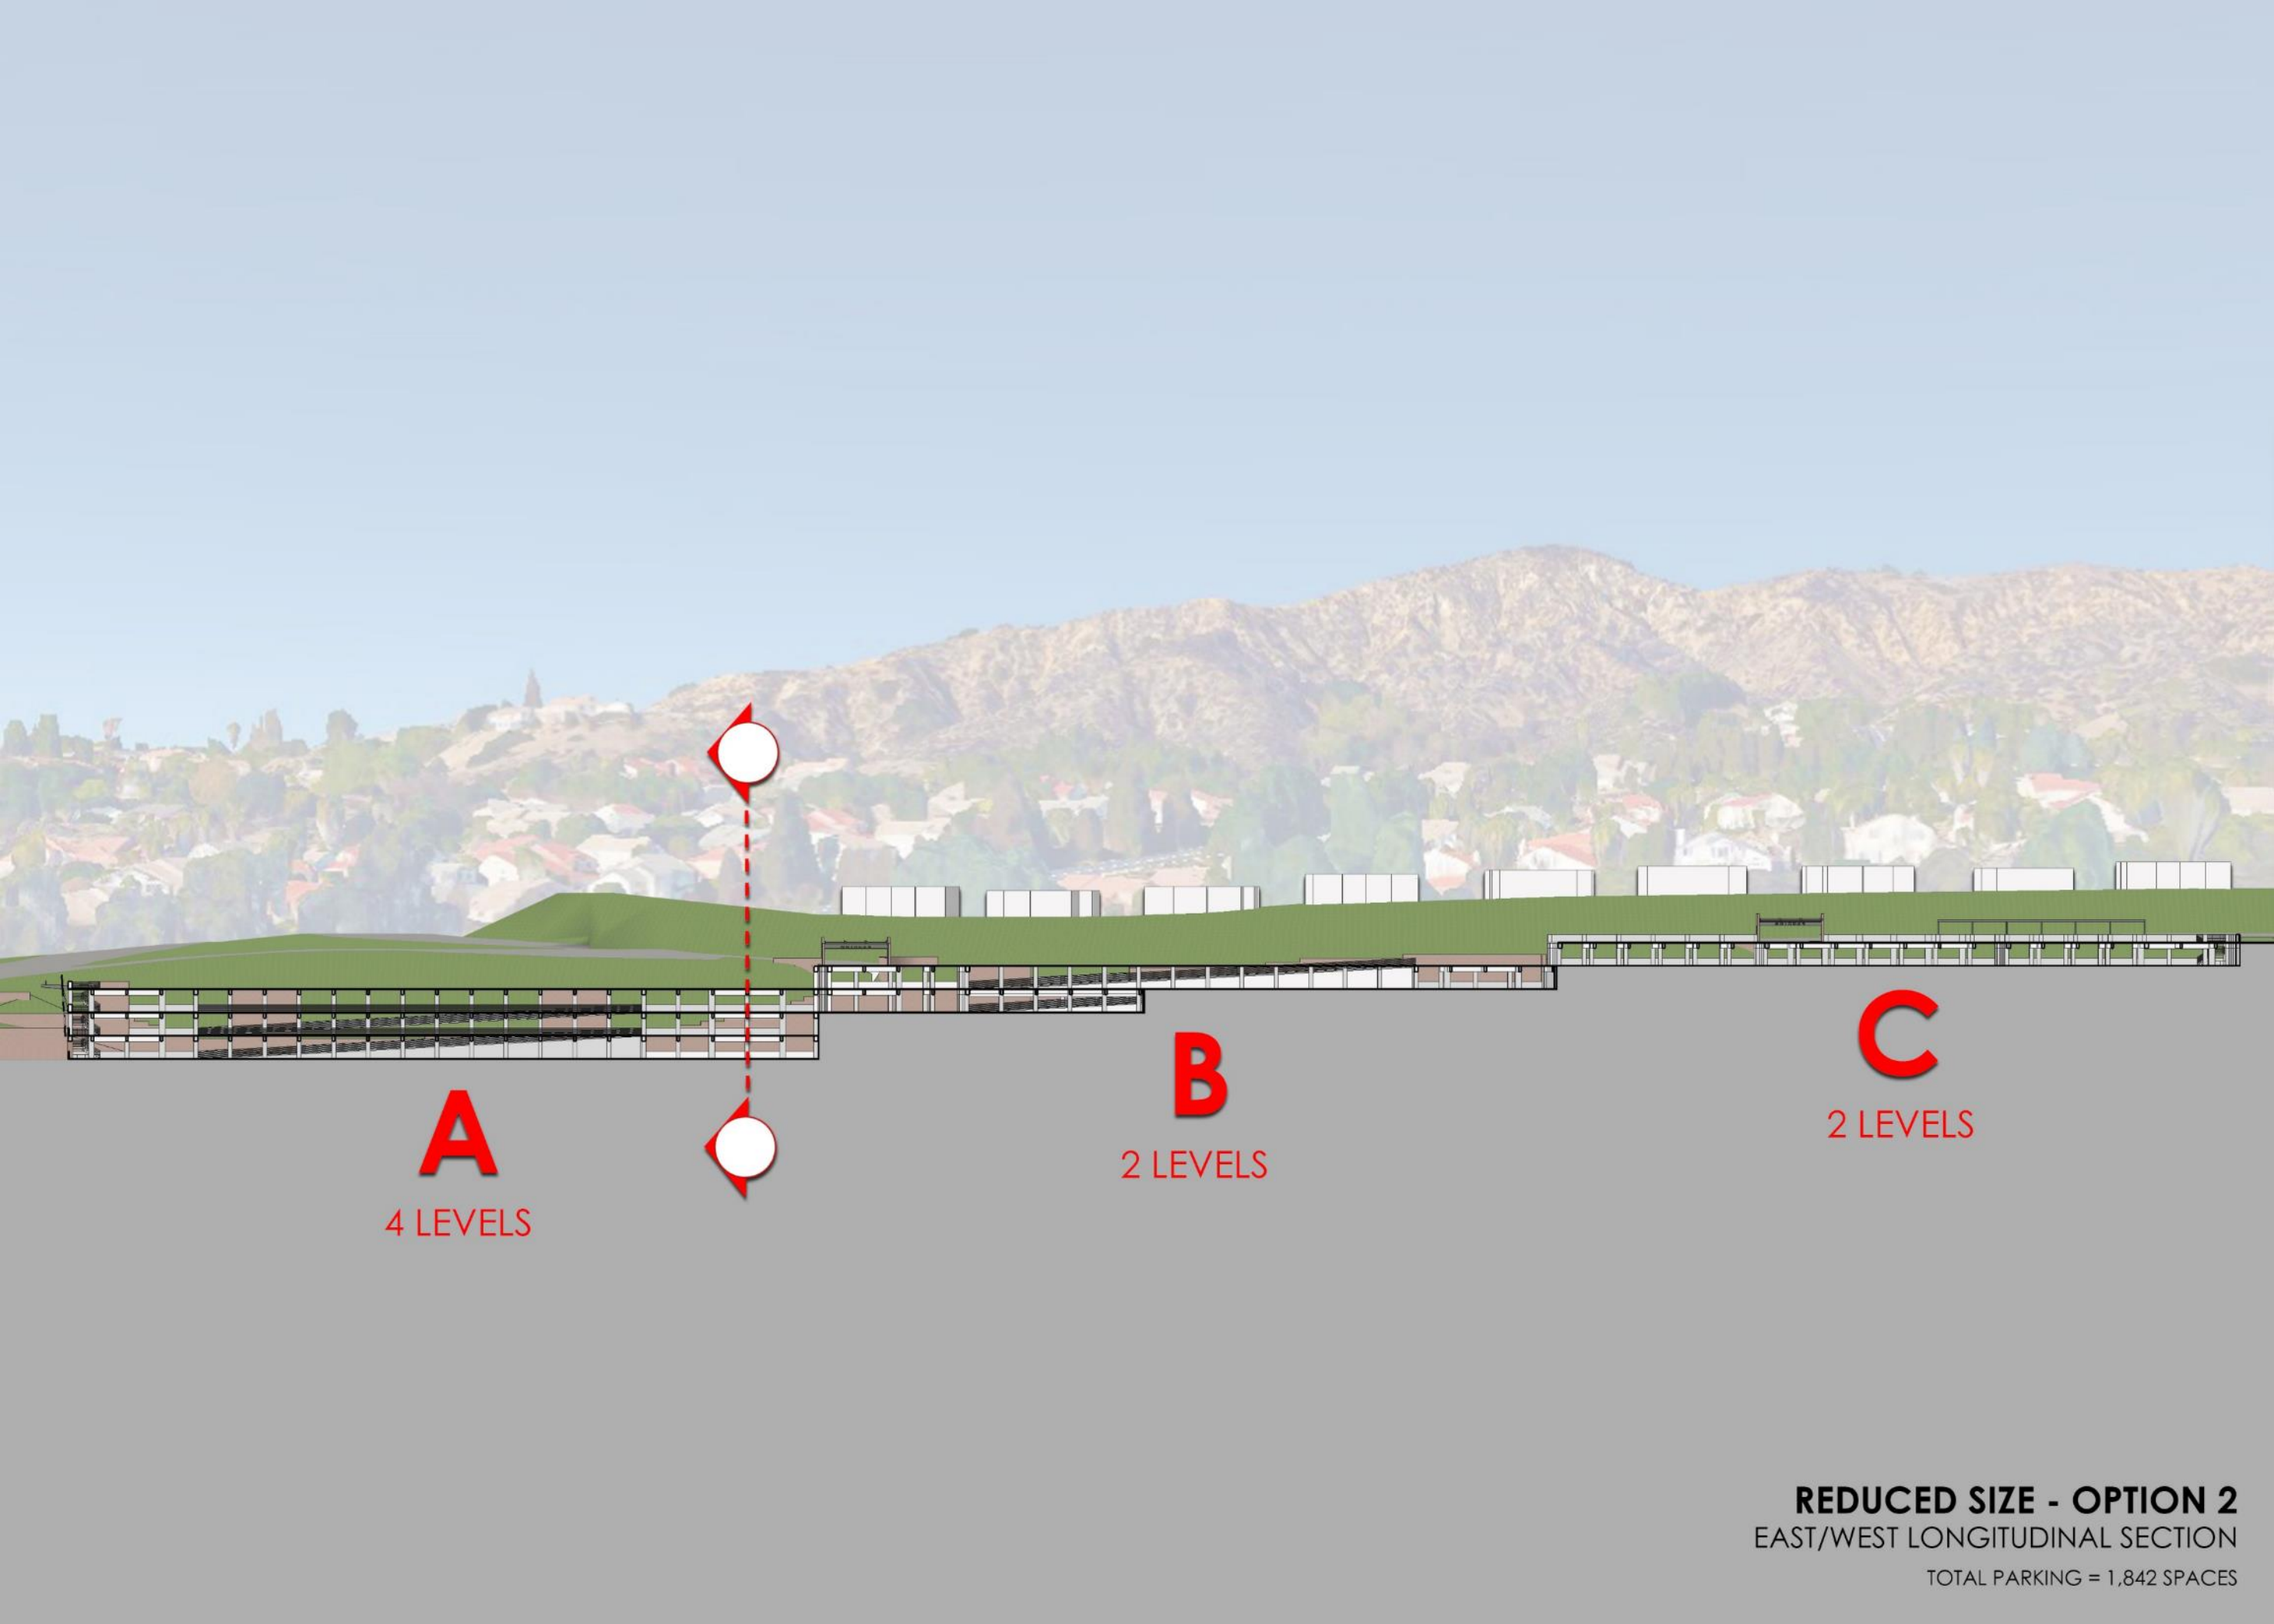 A
4 LEVELS
B
2 LEVELS
C
2 LEVELS
REDUCED SIZE - OPTION 2
EAST/WEST LONGITUDINAL SECTION
TOTAL PARKING = 1,842 SPACES